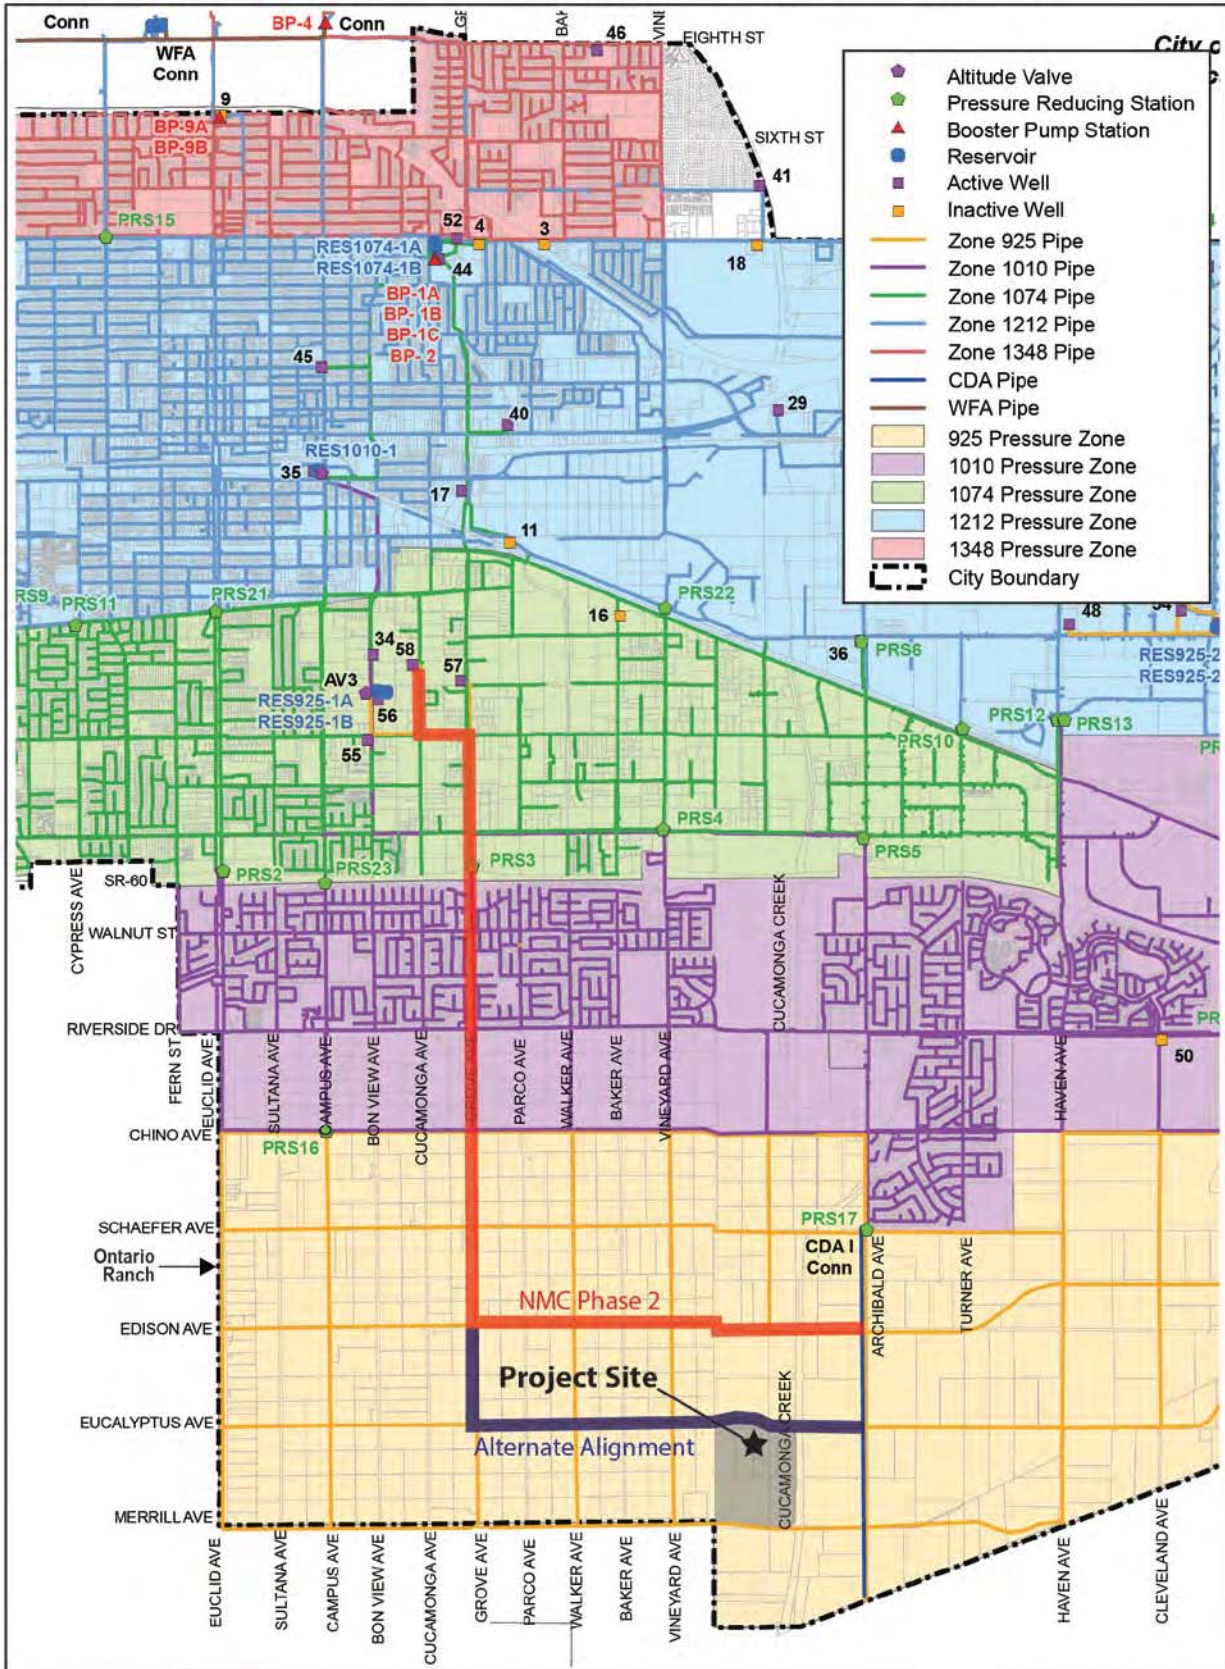 Conn
BP-4
Conn
46
EIGHTH ST
City
WFA
Conn
9
BP-9A
BP-9B
SIXTH ST
41
Altitude Valve
Pressure Reducing Station
Booster Pump Station
Reservoir
Active Well
Inactive Well
Zone 925 Pipe
Zone 1010 Pipe
Zone 1074 Pipe
Zone 1212 Pipe
Zone 1348 Pipe
CDA Pipe
WFA Pipe
925 Pressure Zone
1010 Pressure Zone
1074 Pressure Zone
1212 Pressure Zone
1348 Pressure Zone
City Boundary
PRS15
52
4
3
18
RES1074-1A
RES1074-1B
44
BP-1A
BP-1B
BP-1C
BP-2
45
40
29
RES1010-1
35
17
11
RS9
PRS11
PRS21
PRS22
16
34
58
57
36
PRS6
48
RES925-2
RES925-2
AV3
RES925-1A
RES925-1B
56
55
PRS12
PRS13
PRS10
PRS4
PRS5
PRS2
PRS23
PRS3
SR-60
CYPRESS AVE
WALNUT ST
CUCAMONGA CREEK
RIVERSIDE DR
50
FERN ST
EUCLID AVE
SULTANA AVE
CAMPUS AVE
BON VIEW AVE
CUCAMONGA AVE
GROVE AVE
PARCO AVE
WALKER AVE
BAKER AVE
VINEYARD AVE
HAVEN AVE
CHINO AVE
PRS16
SCHAEFER AVE
PRS17
CDA I
Conn
ARCHIBALD AVE
TURNER AVE
Ontario
Ranch
NMC Phase 2
EDISON AVE
Project Site
EUCALYPTUS AVE
Alternate Alignment
CUCAMONGA CREEK
MERRILL AVE
EUCLID AVE
SULTANA AVE
CAMPUS AVE
BON VIEW AVE
CUCAMONGA AVE
GROVE AVE
PARCO AVE
WALKER AVE
BAKER AVE
VINEYARD AVE
HAVEN AVE
CLEVELAND AVE